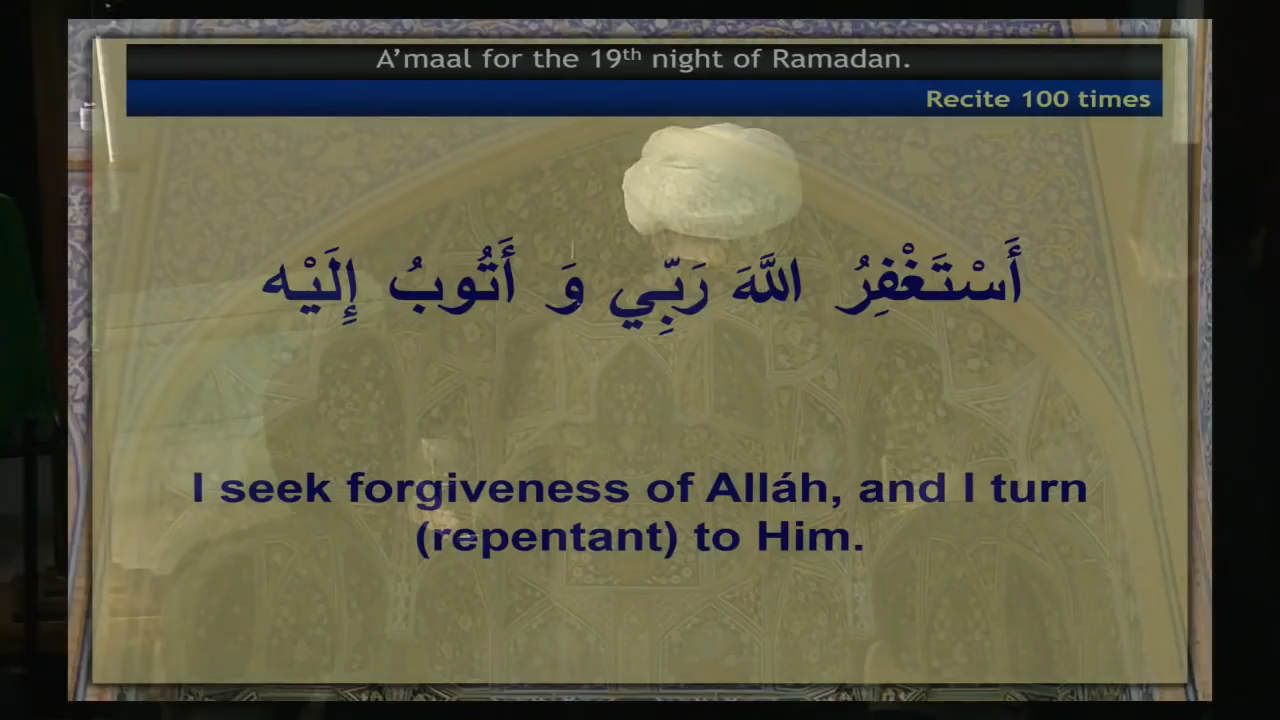 A’maal for the 19th night of Ramadan.
Recite 100 times
أَسْتَغْفِرُ اللَّهَ رَبِّي وَ أَتُوبُ إِلَيْه
I seek forgiveness of Alláh, and I turn
(repentant) to Him.